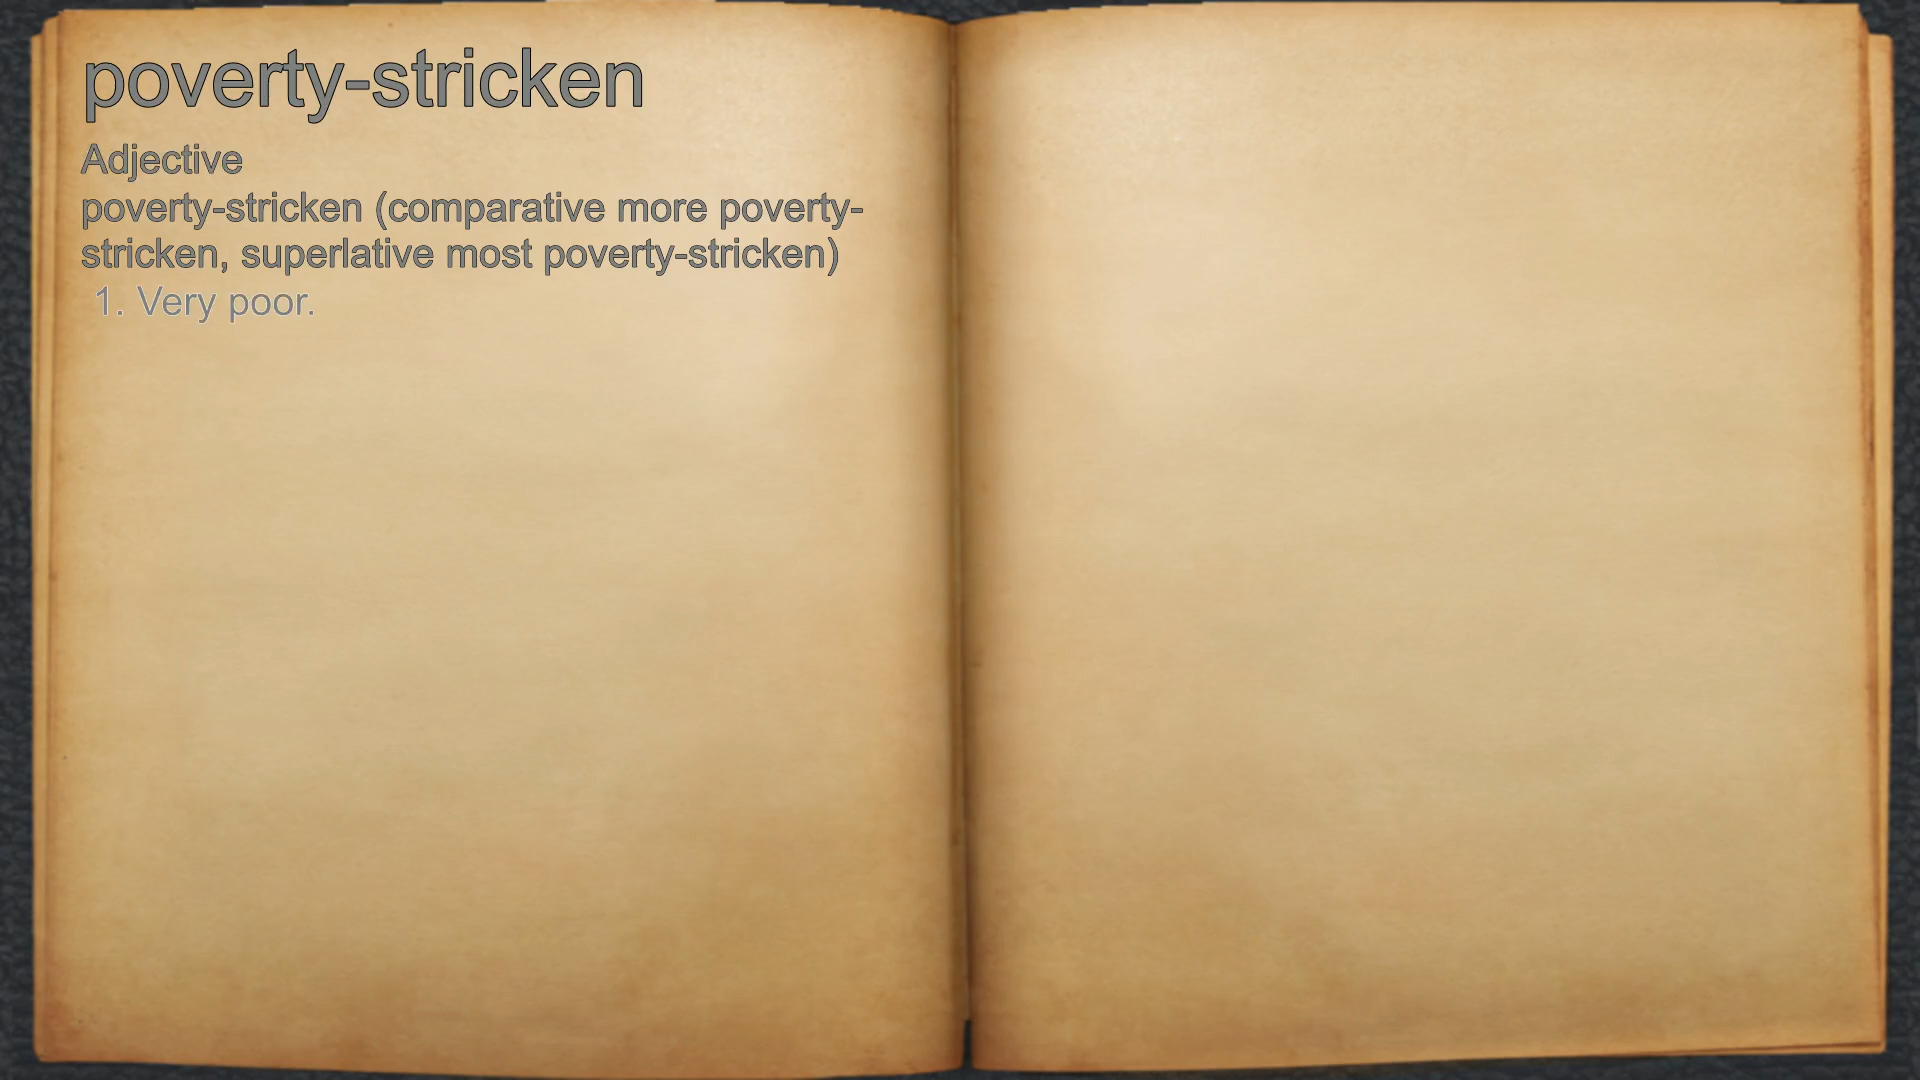 poverty-stricken
Adjective
poverty-stricken (comparative more poverty-
stricken, superlative most poverty-stricken)
1. Very poor.